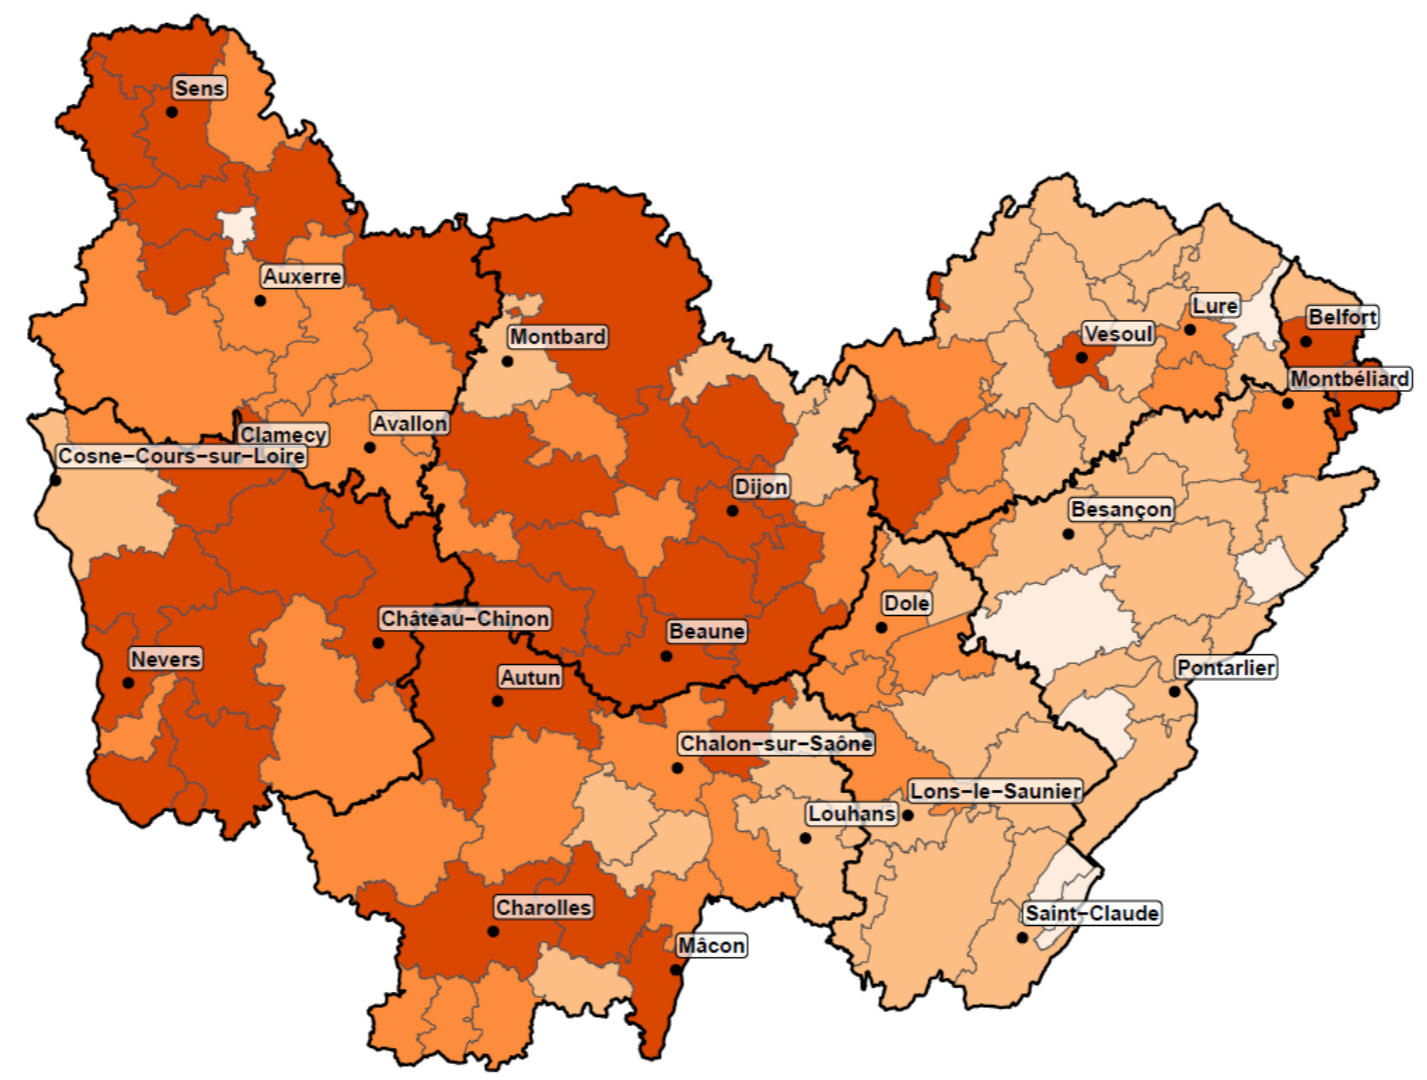 Sens
Auxerre
Lure
Belfort
Vesoul
Montbard
Montbéliard
Avallon
Clamecy
Cosne−Cours−sur−Loire
Dijon
Besançon
Dole
Château−Chinon
Beaune
Nevers
Pontarlier
Autun
Chalon−sur−Saône
Lons−le−Saunier
Louhans
Charolles
Saint−Claude
Mâcon